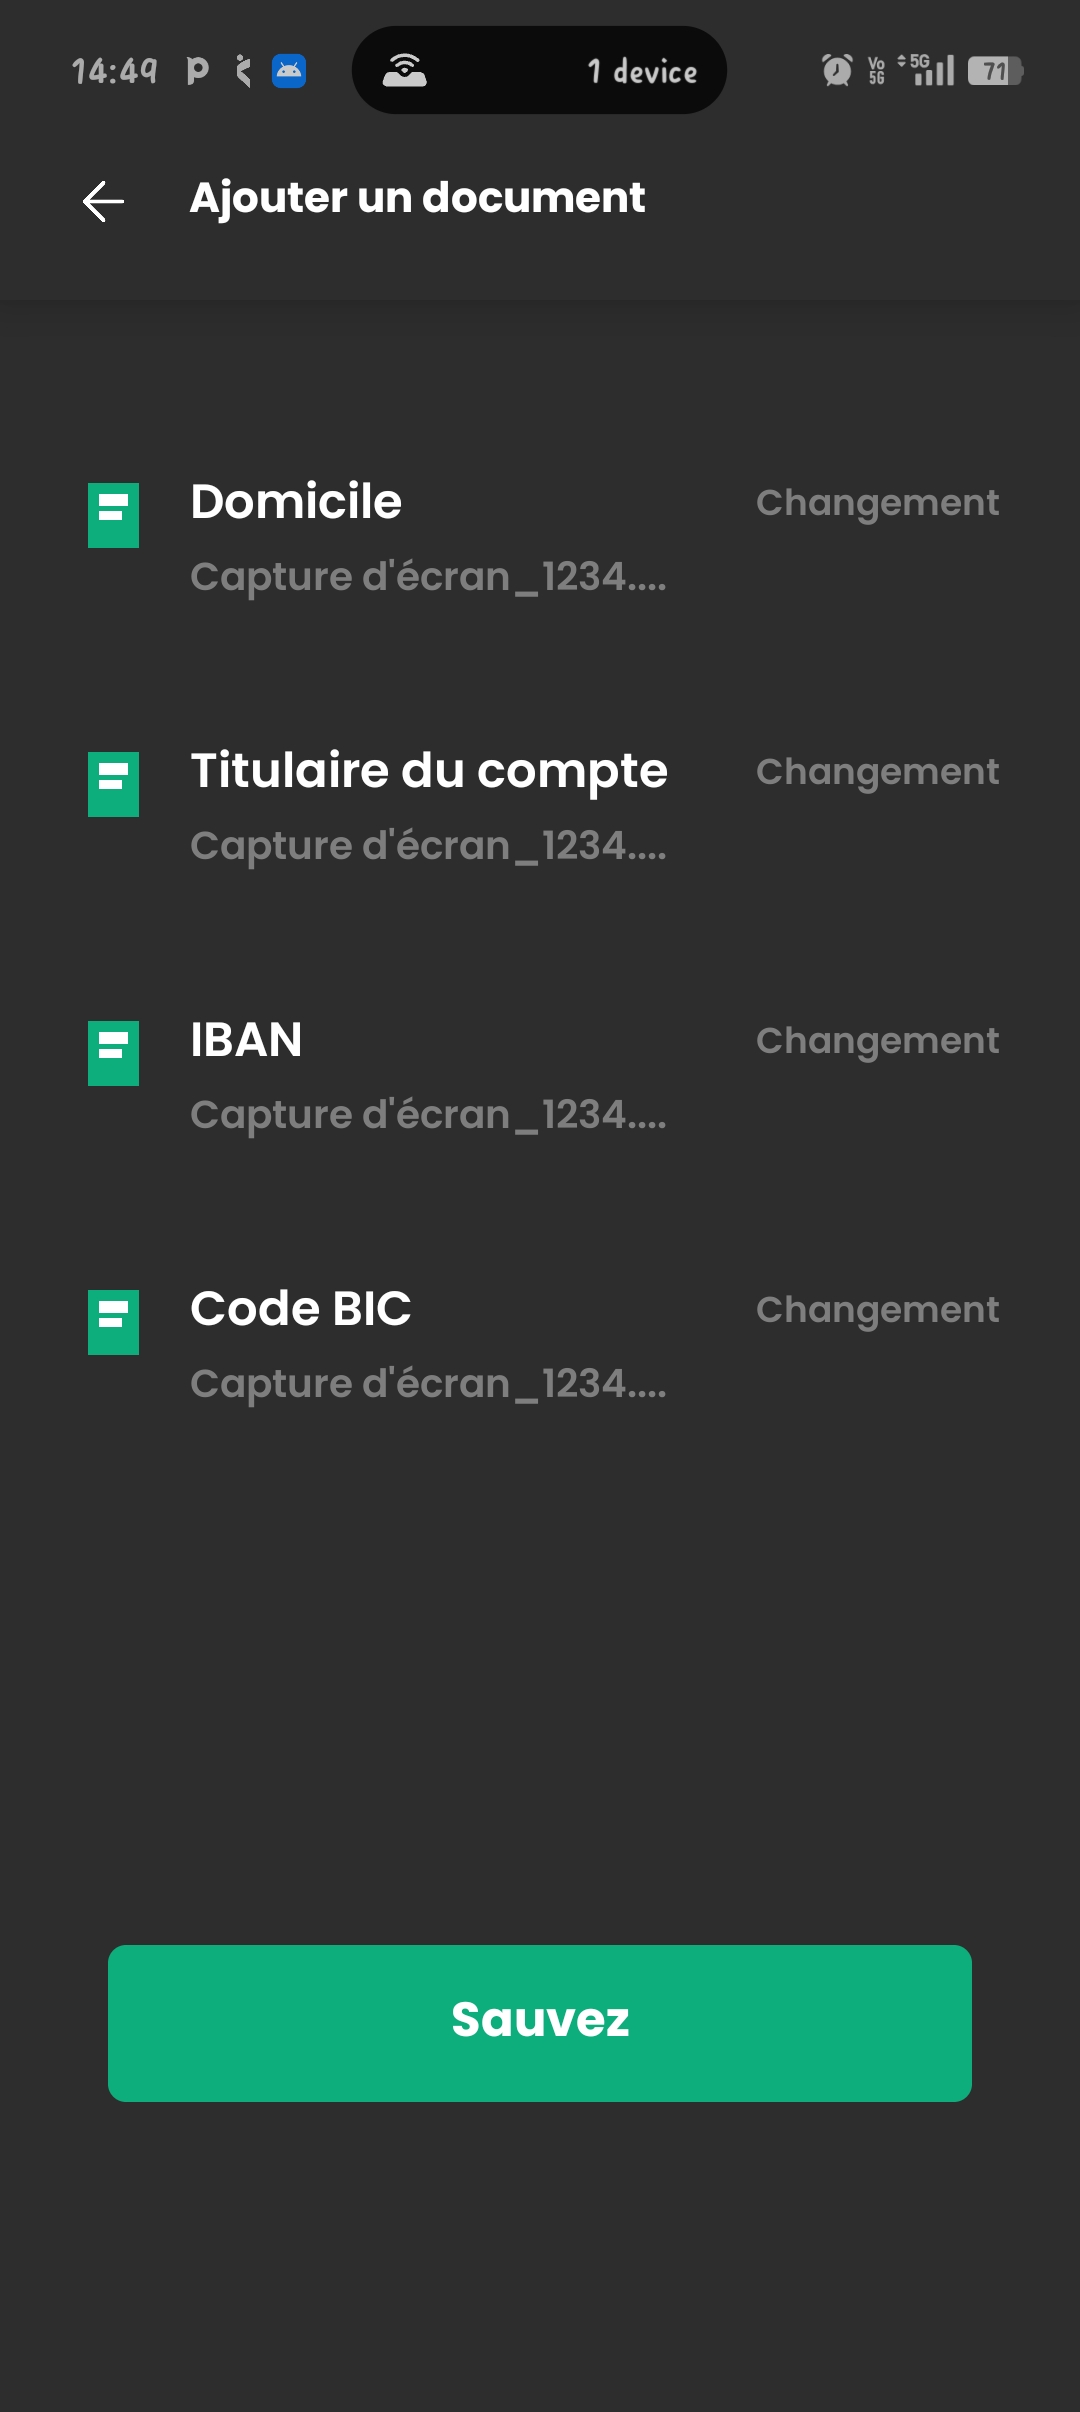 14:49
1 device
Vo
5G
5G
71
Ajouter un document
Domicile
Changement
Capture d'écran_1234....
Titulaire du compte
Changement
Capture d'écran_1234....
IBAN
Changement
Capture d'écran_1234....
Code BIC
Changement
Capture d'écran_1234....
Sauvez